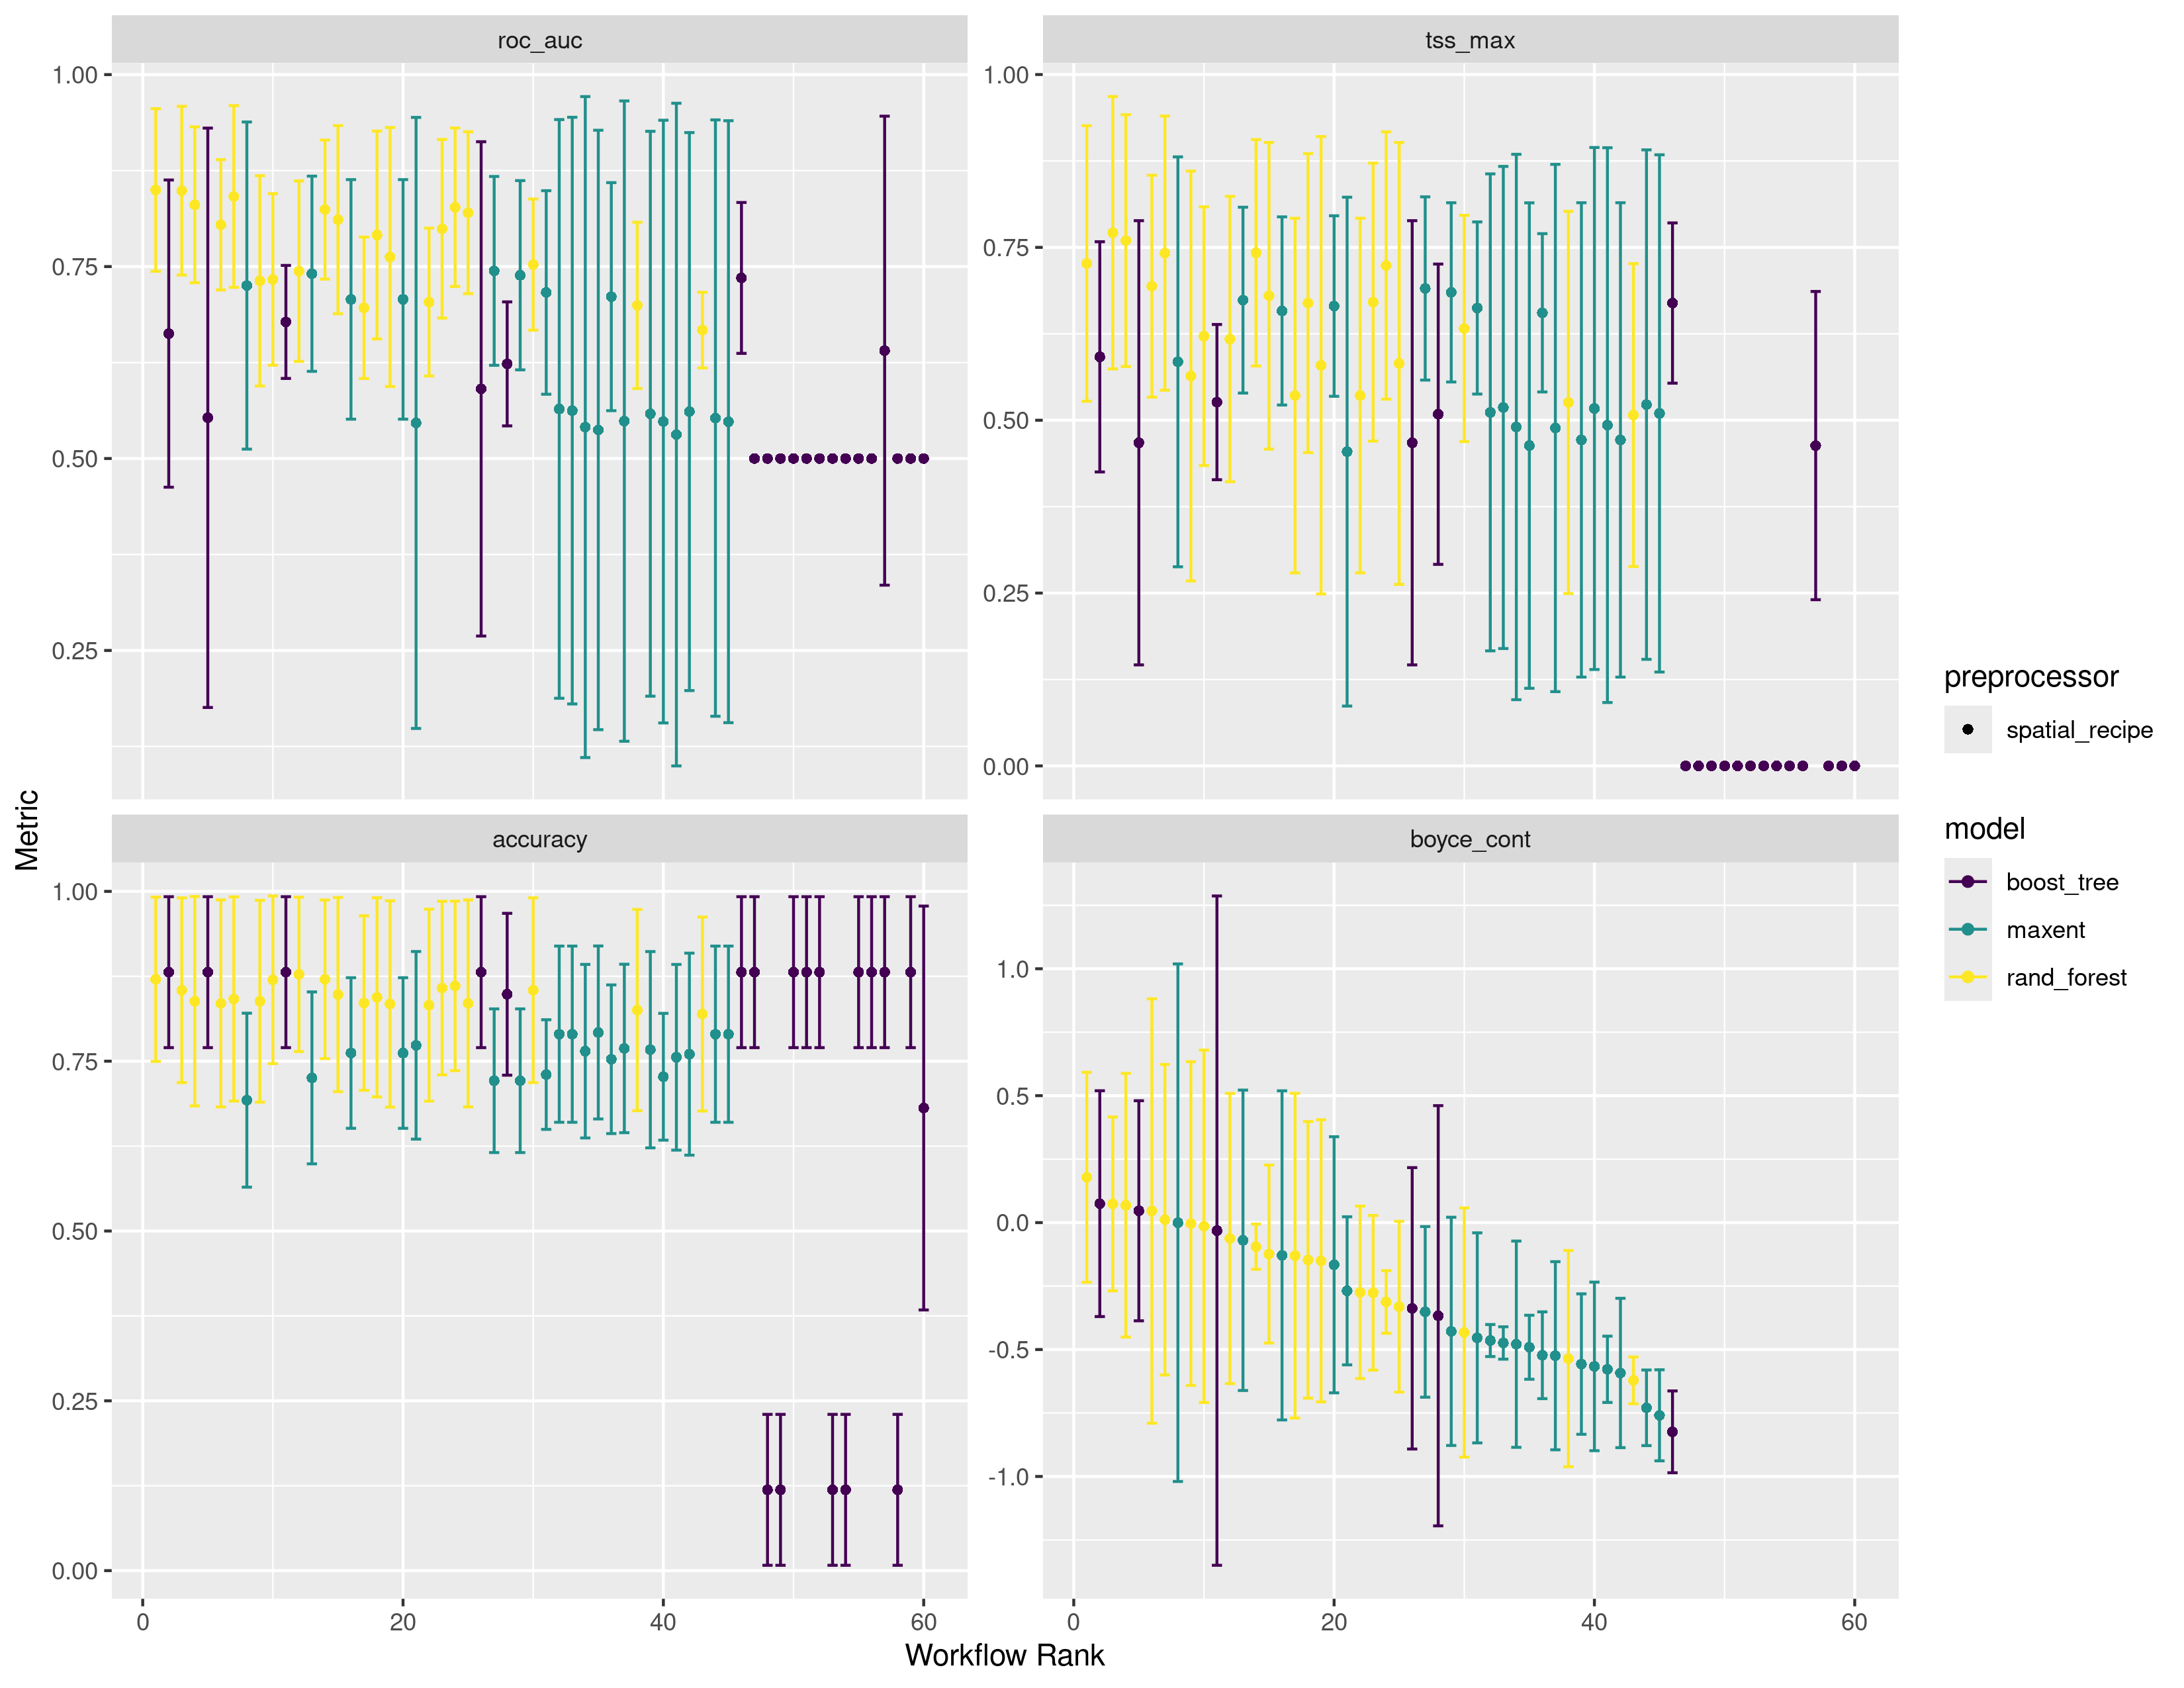 roc_auc
tss_max
1.00
0.75
0.50
0.25
1.00
0.75
0.50
0.25
0.00
accuracy
boyce_cont
1.00
0.75
0.50
0.25
0.00
1.0
0.5
0.0
-0.5
-1.0
0 20 40 60
0 20 40 60
Workflow Rank
Metric
preprocessor
spatial_recipe
model
boost_tree
maxent
rand_forest